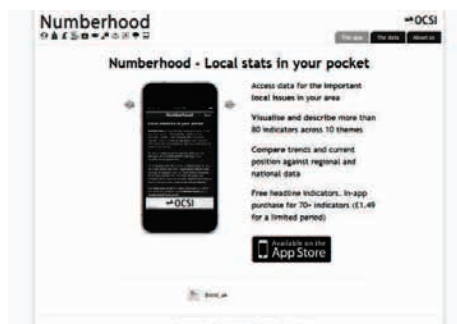 Numberhood
OCSI
The app The data About us
Numberhood - Local stats in your pocket
Access data for the important
local issues in your area
Visualise and describe more than
80 indicators across 10 themes
Compare trends and current
position against regional and
national data
Free headline indicators. In-app
purchase for 70+ indicators (£1.49
for a limited period)
Numberhood
OCSI
Available on the
App Store